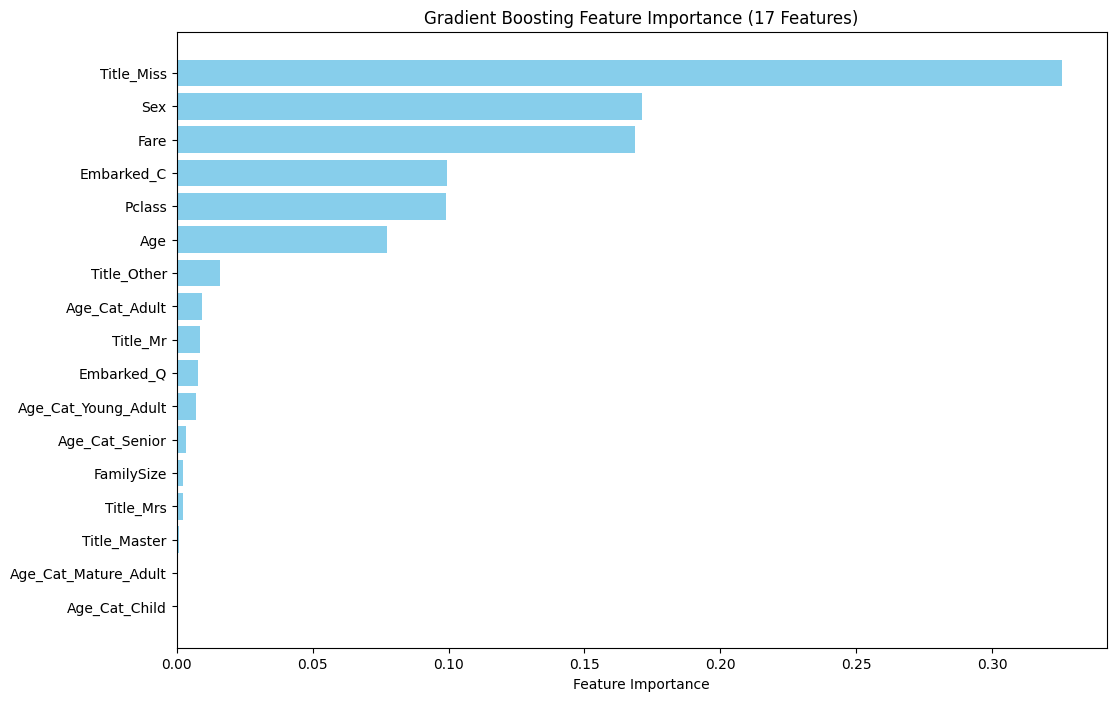 Gradient Boosting Feature Importance (17 Features)
Title_Miss
Sex
Fare
Embarked_C
Pclass
Age
Title_Other
Age_Cat_Adult
Title_Mr
Embarked_Q
Age_Cat_Young_Adult
Age_Cat_Senior
FamilySize
Title_Mrs
Title_Master
Age_Cat_Mature_Adult
Age_Cat_Child
0.00 0.05 0.10 0.15 0.20 0.25 0.30
Feature Importance